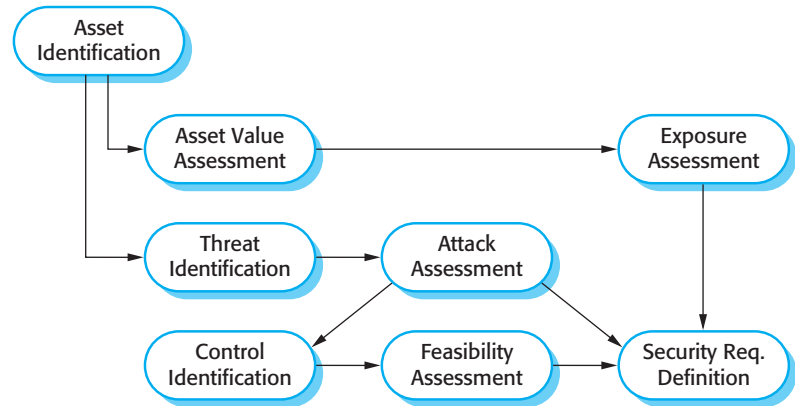 Asset
Identification
Asset Value
Assessment
Exposure
Assessment
Threat
Identification
Attack
Assessment
Control
Identification
Feasibility
Assessment
Security Req.
Definition